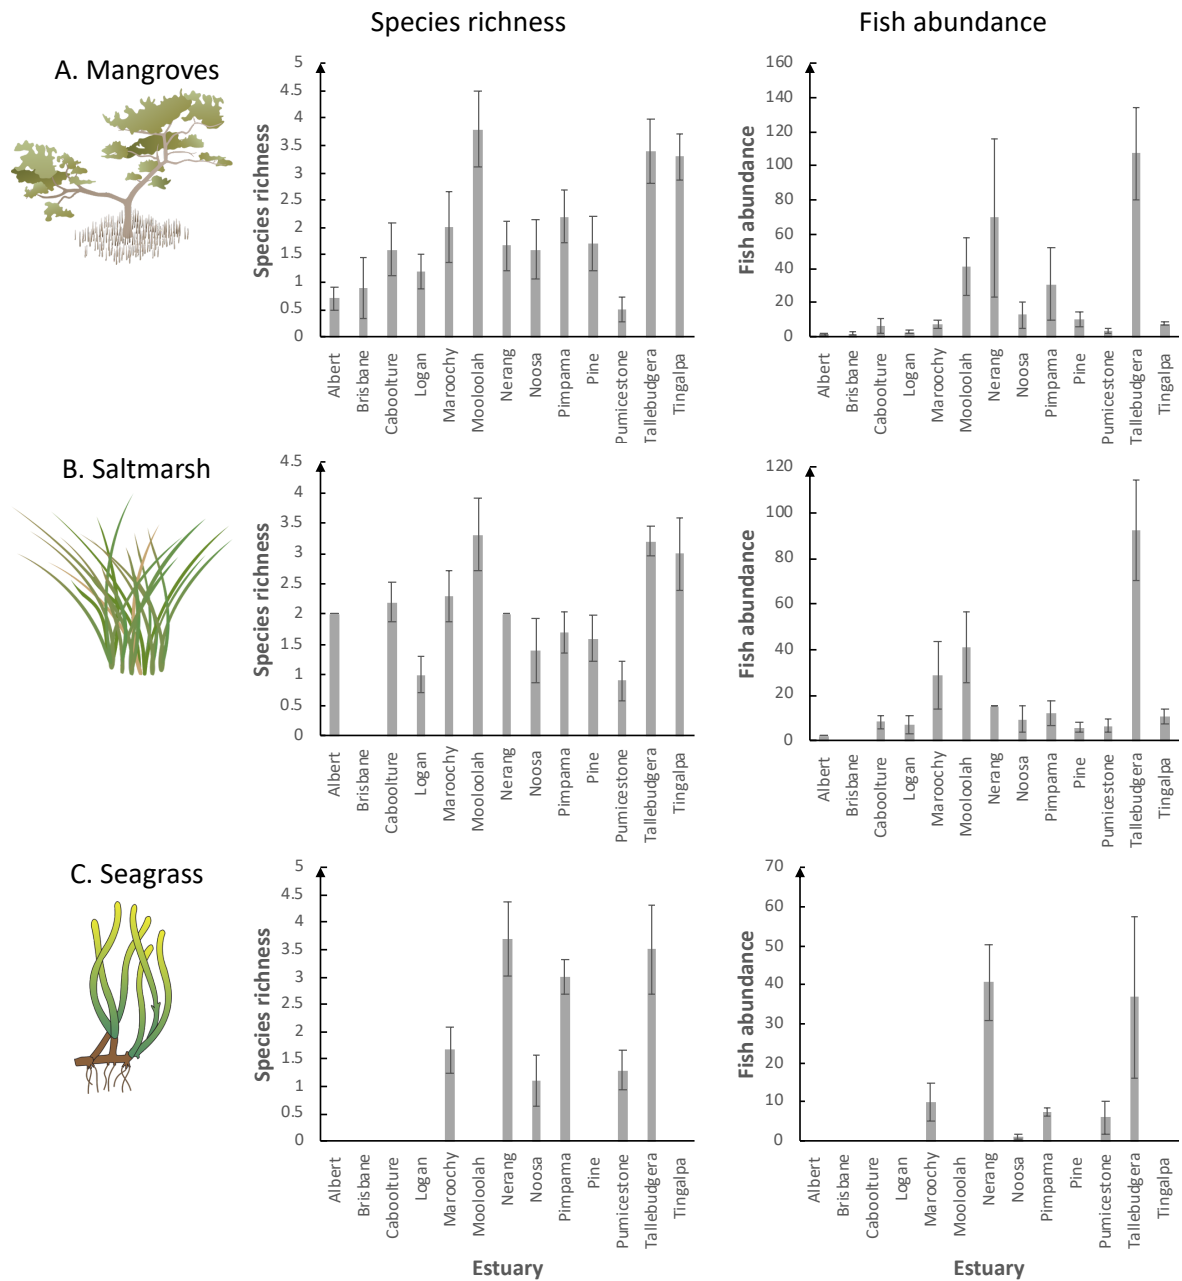 Species richness
Fish abundance
A. Mangroves
Species richness
5
4.5
4
3.5
3
2.5
2
1.5
1
0.5
0
Albert
Brisbane
Caboolture
Logan
Maroochy
Mooloolah
Nerang
Noosa
Pimpama
Pine
Pumicestone
Tallebudgera
Tingalpa
Fish abundance
160
140
120
100
80
60
40
20
0
Albert
Brisbane
Caboolture
Logan
Maroochy
Mooloolah
Nerang
Noosa
Pimpama
Pine
Pumicestone
Tallebudgera
Tingalpa
B. Saltmarsh
Species richness
4.5
4
3.5
3
2.5
2
1.5
1
0.5
0
Albert
Brisbane
Caboolture
Logan
Maroochy
Mooloolah
Nerang
Noosa
Pimpama
Pine
Pumicestone
Tallebudgera
Tingalpa
Fish abundance
120
100
80
60
40
20
0
Albert
Brisbane
Caboolture
Logan
Maroochy
Mooloolah
Nerang
Noosa
Pimpama
Pine
Pumicestone
Tallebudgera
Tingalpa
C. Seagrass
Species richness
5
4.5
4
3.5
3
2.5
2
1.5
1
0.5
0
Albert
Brisbane
Caboolture
Logan
Maroochy
Mooloolah
Nerang
Noosa
Pimpama
Pine
Pumicestone
Tallebudgera
Tingalpa
Estuary
Fish abundance
70
60
50
40
30
20
10
0
Albert
Brisbane
Caboolture
Logan
Maroochy
Mooloolah
Nerang
Noosa
Pimpama
Pine
Pumicestone
Tallebudgera
Tingalpa
Estuary